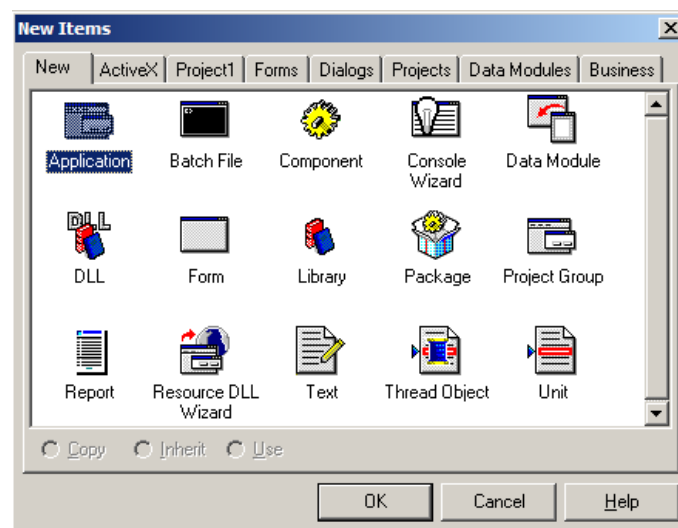 New Items
New ActiveX Project1 Forms Dialogs Projects Data Modules Business
Application Batch File Component Console Wizard Data Module
DLL
DLL Form Library Package Project Group
Report Resource DLL Wizard Text Thread Object Unit
Copy Inherit Use
OK Cancel Help